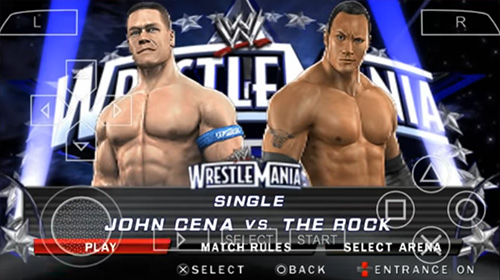 L
R
WRESTLEMANIA
WRESTLEMANIA
SINGLE
JOHN CENA VS. THE ROCK
SELECT START
PLAY MATCH RULES SELECT ARENA
SELECT BACK ENTRANCE ON